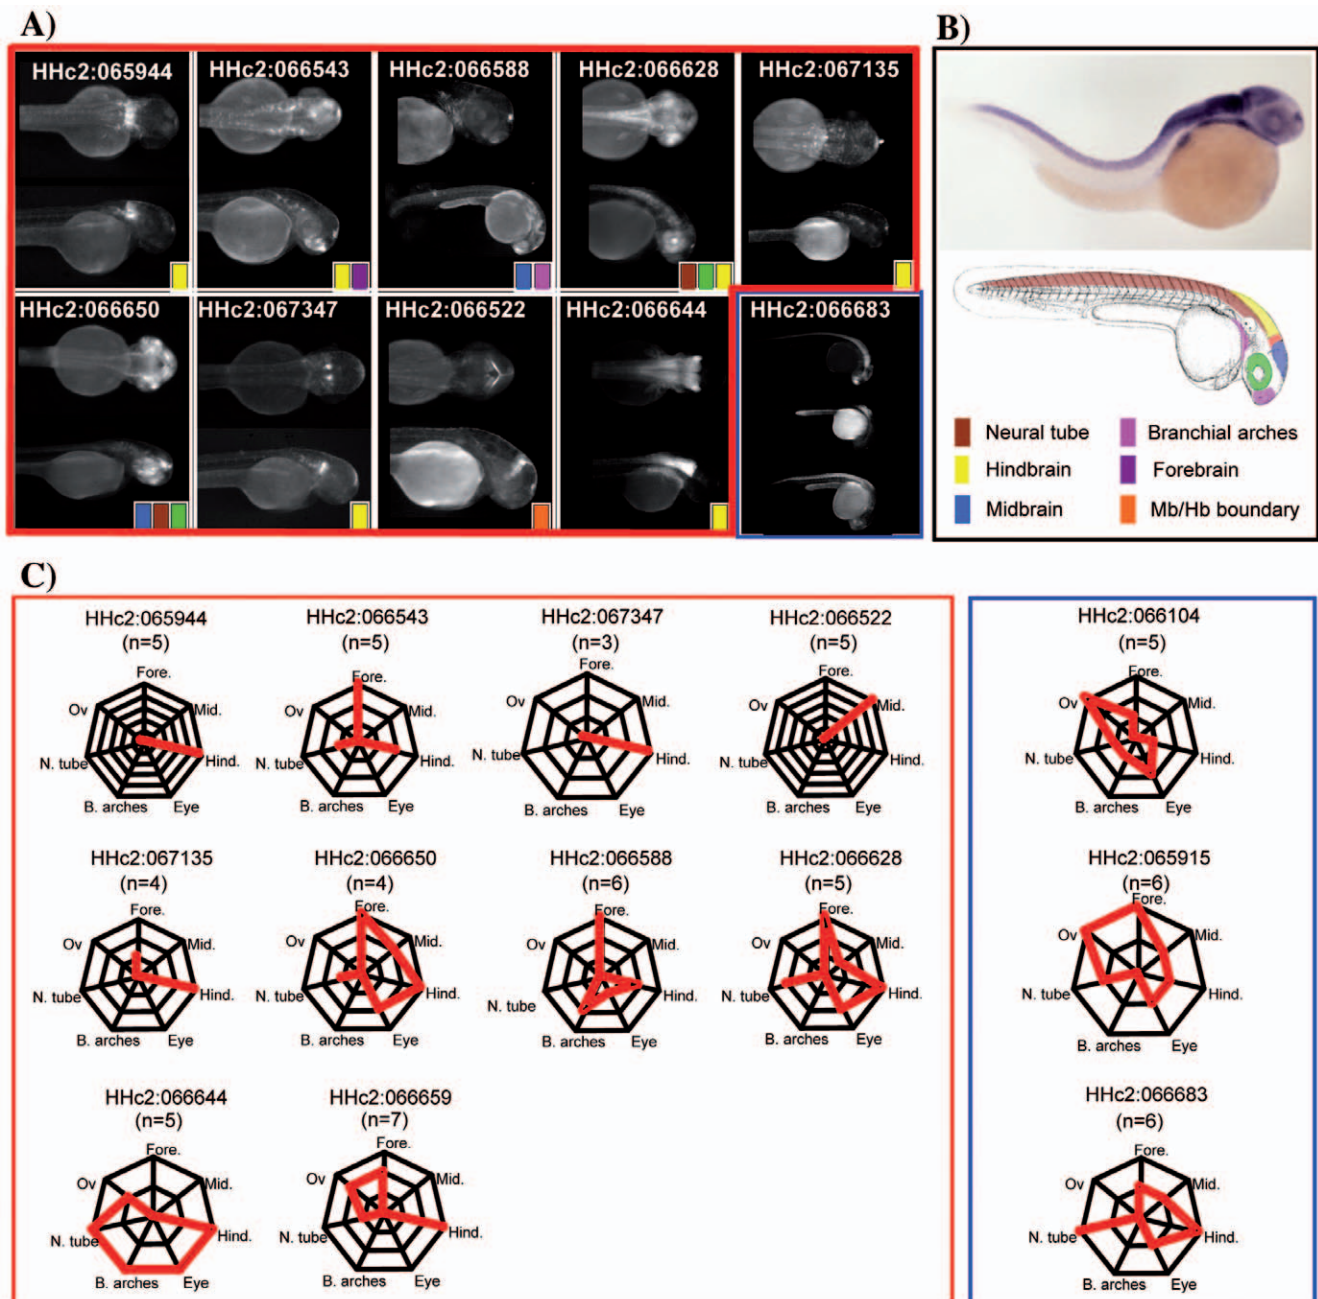 A)
B)
HHc2:065944 HHc2:066543 HHc2:066588 HHc2:066628 HHc2:067135
HHc2:066650 HHc2:067347 HHc2:066522 HHc2:066644 HHc2:066683
Neural tube Branchial arches
Hindbrain Forebrain
Midbrain Mb/Hb boundary
C)
HHc2:065944 HHc2:066543 HHc2:067347 HHc2:066522 HHc2:066104
(n=5) (n=5) (n=3) (n=5) (n=5)
Fore. Fore. Fore. Fore. Fore.
Ov Mid. Ov Mid. Ov Mid. Ov Mid. Ov Mid.
N. tube Hind. N. tube Hind. N. tube Hind. N. tube Hind. N. tube Hind.
B. arches Eye B. arches Eye B. arches Eye B. arches Eye B. arches Eye
HHc2:067135 HHc2:066650 HHc2:066588 HHc2:066628 HHc2:065915
(n=4) (n=4) (n=6) (n=5) (n=6)
Fore. Fore. Fore. Fore. Fore.
Ov Mid. Ov Mid. Ov Mid. Ov Mid. Ov Mid.
N. tube Hind. N. tube Hind. N. tube Hind. N. tube Hind. N. tube Hind.
B. arches Eye B. arches Eye B. arches Eye B. arches Eye B. arches Eye
HHc2:066644 HHc2:066659 HHc2:066683
(n=5) (n=7) (n=6)
Fore. Fore. Fore.
Ov Mid. Ov Mid. Ov Mid.
N. tube Hind. N. tube Hind. N. tube Hind.
B. arches Eye B. arches Eye B. arches Eye